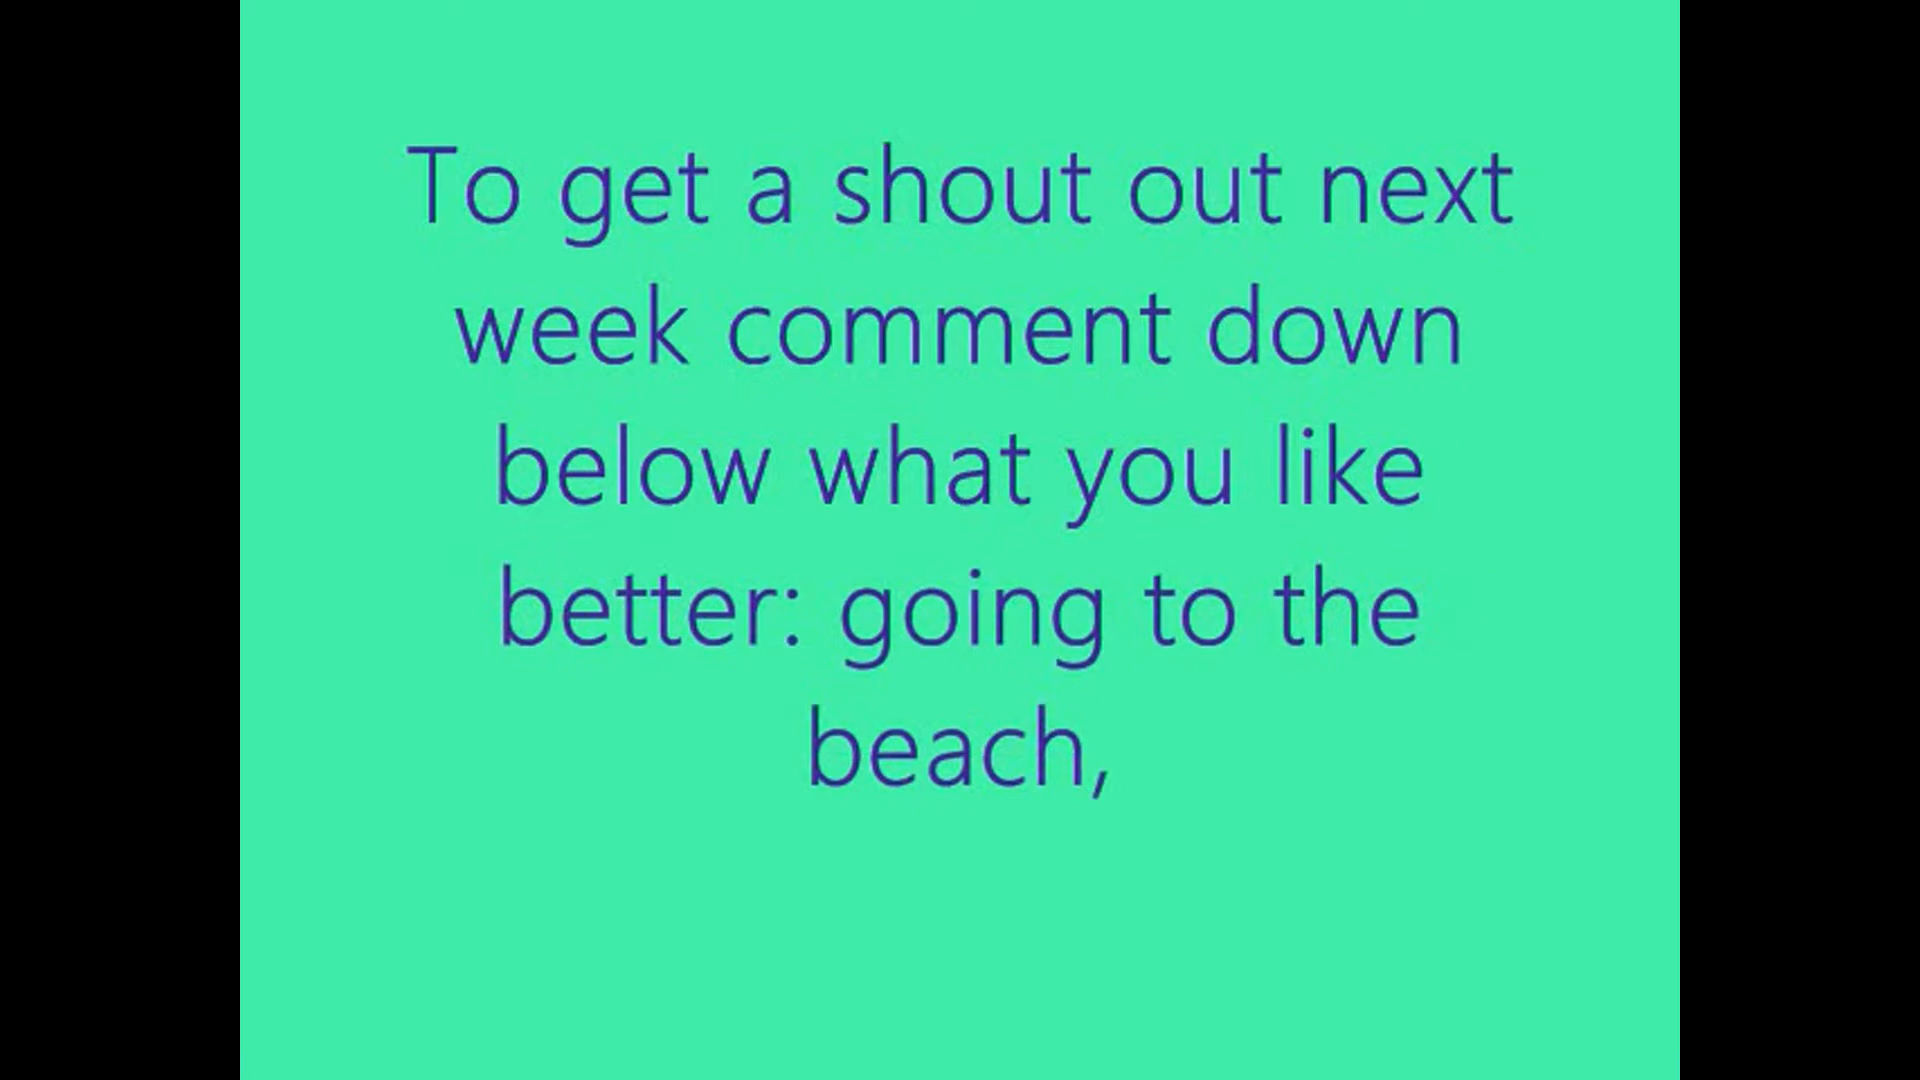 To get a shout out next
week comment down
below what you like
better: going to the
beach,